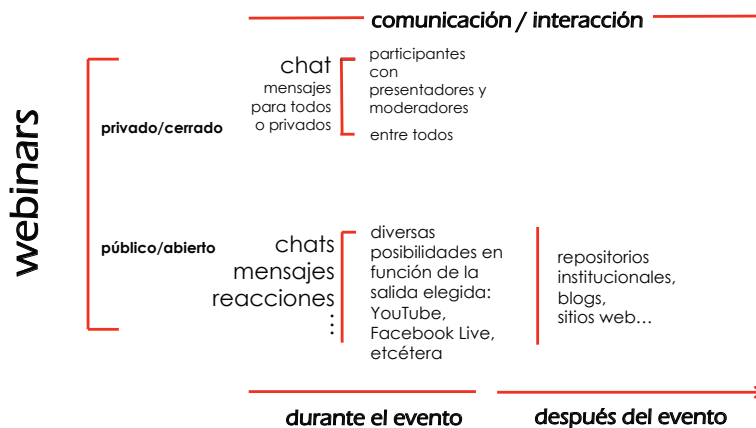 comunicación / interacción
webinars
privado/cerrado
chat
mensajes
para todos
o privados
participantes
con
presentadores y
moderadores
entre todos
público/abierto
chats
mensajes
reacciones
...
diversas
posibilidades en
función de la
salida elegida:
YouTube,
Facebook Live,
etcétera
repositorios
institucionales,
blogs,
sitios web…
durante el evento
después del evento